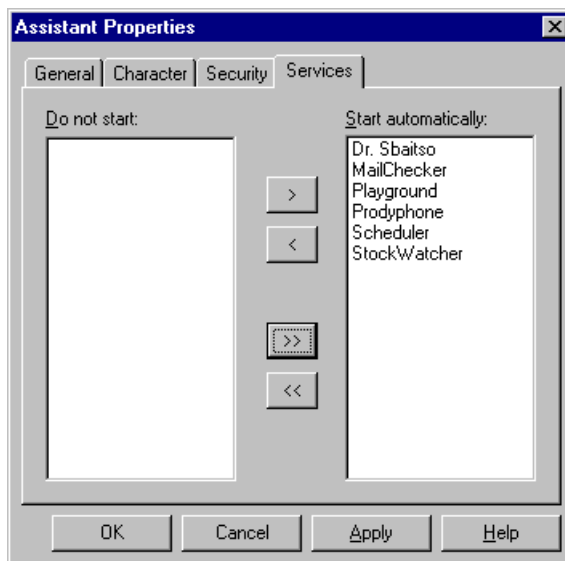 Assistant Properties
General Character Security Services
Do not start:
Start automatically:
Dr. Sbaitso
MailChecker
Playground
Prodyphone
Scheduler
StockWatcher
>
<
>>
<<
OK Cancel Apply Help